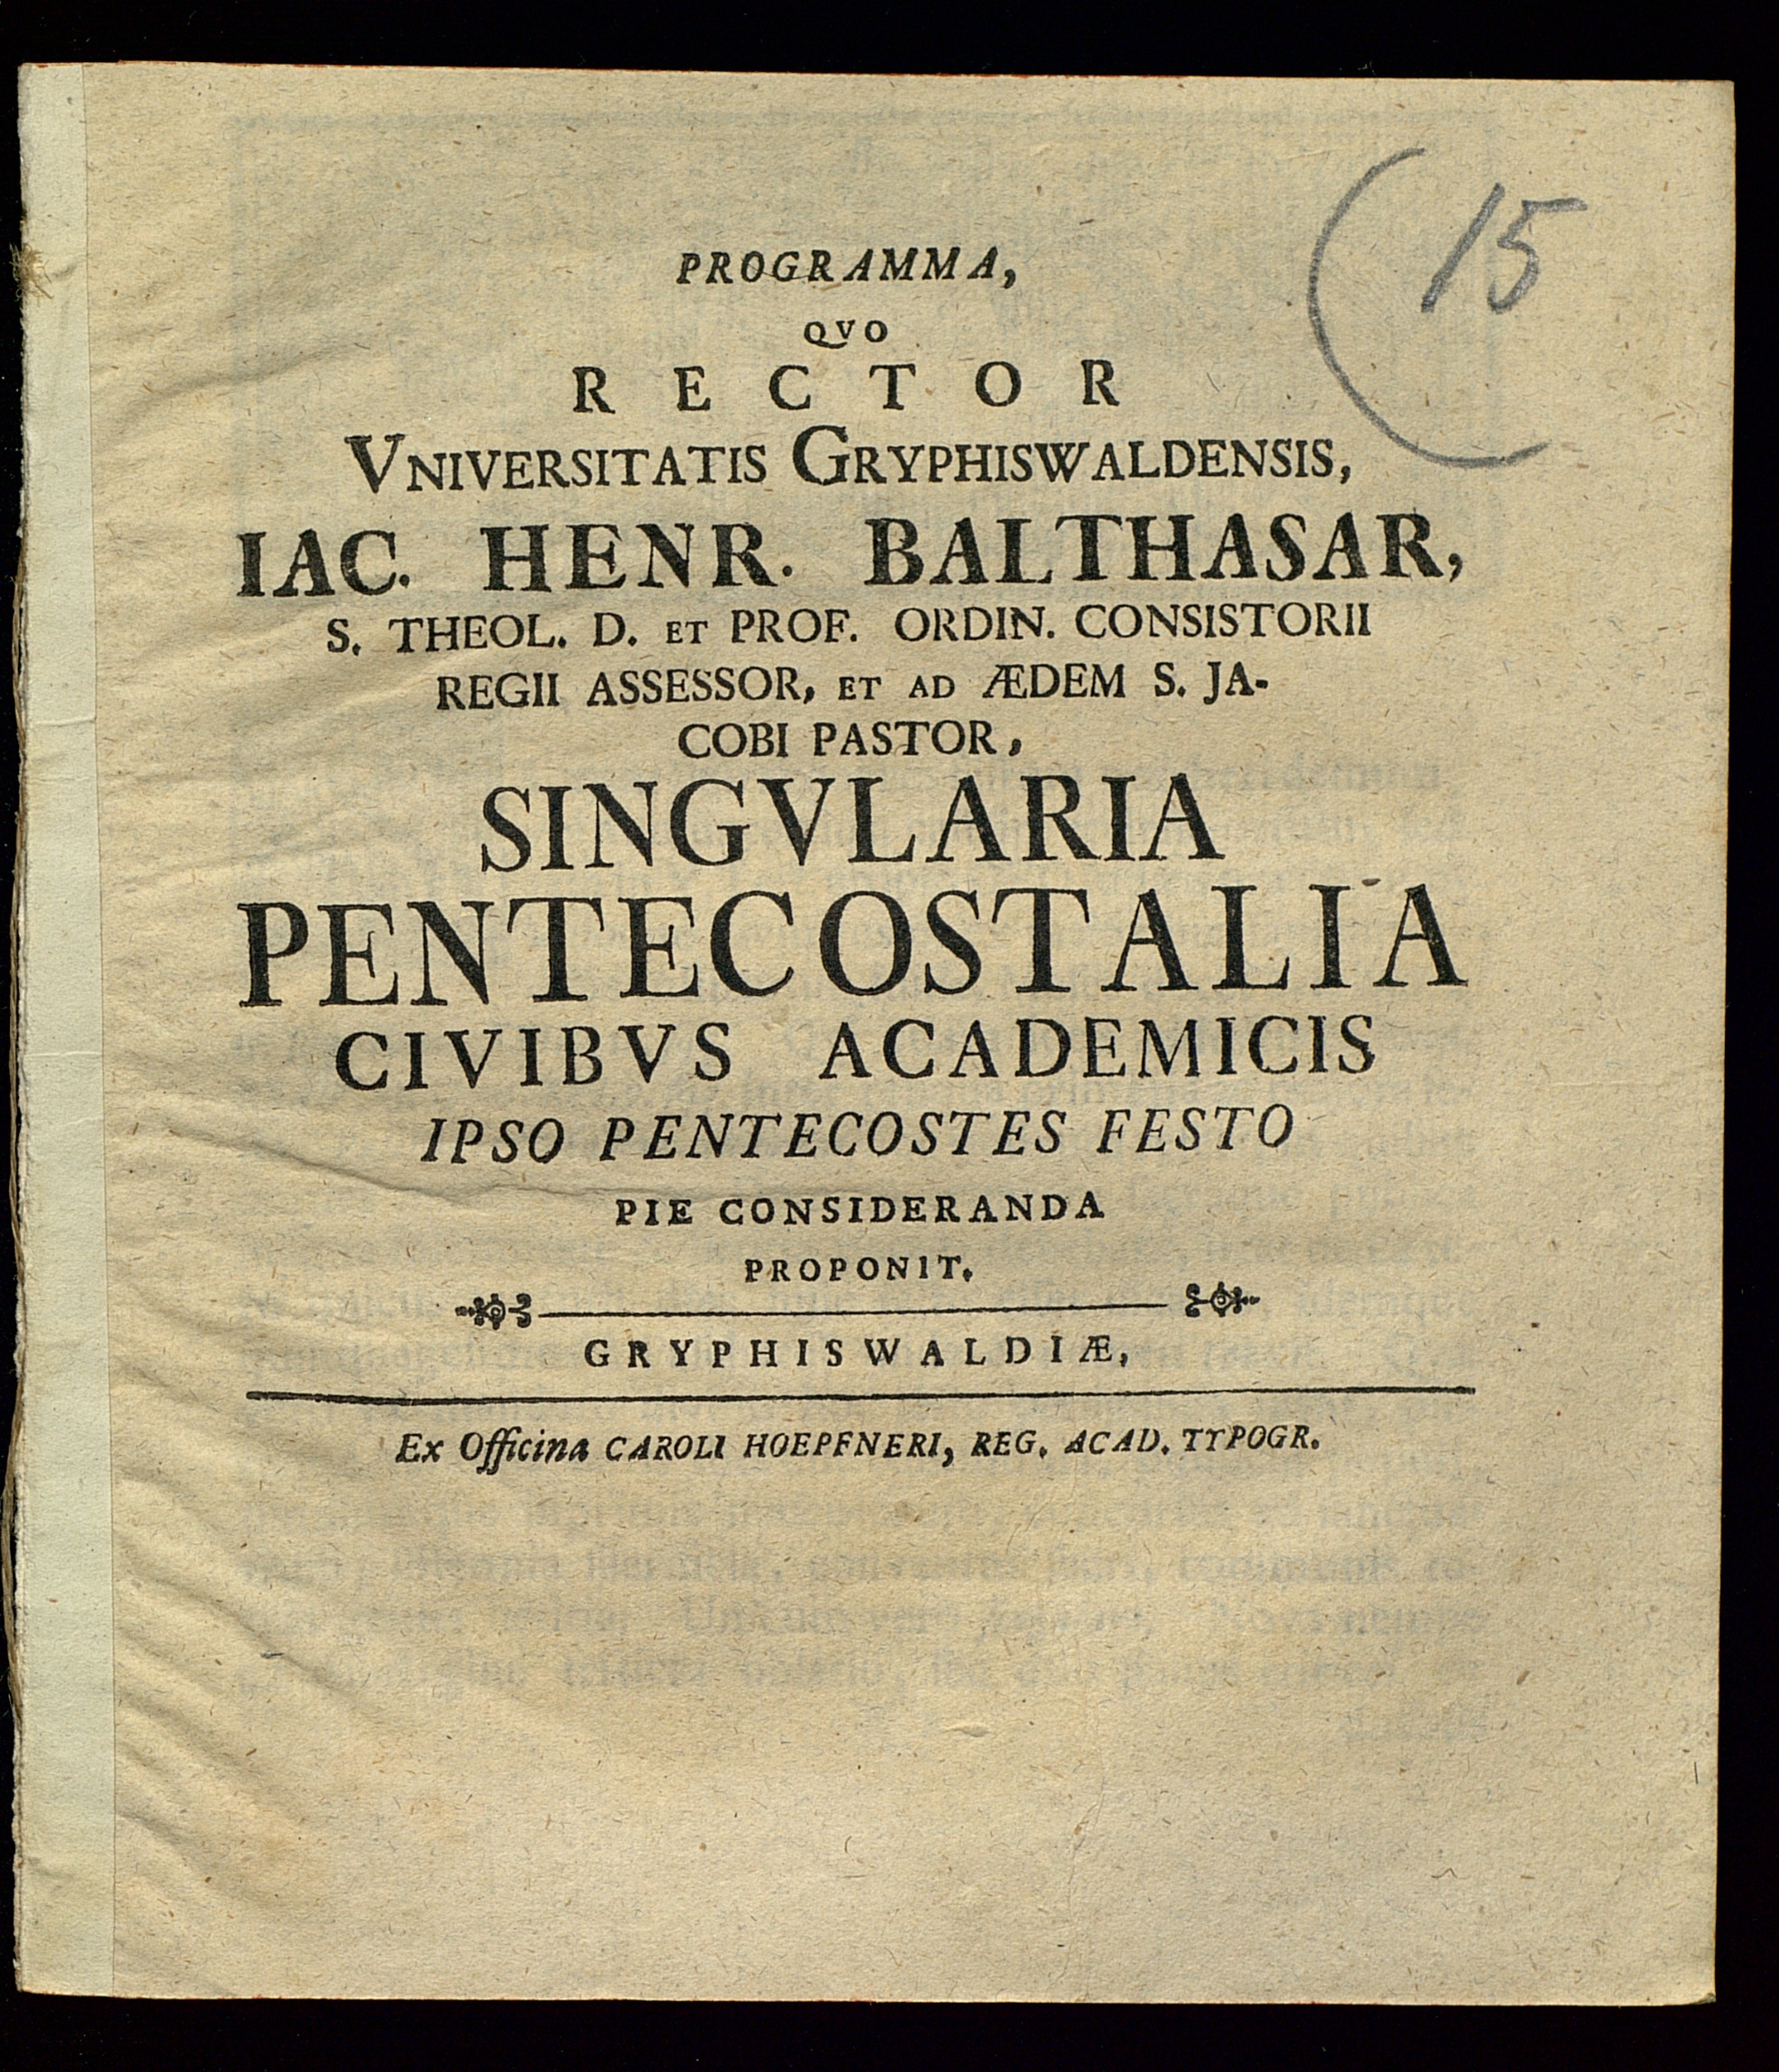 15
PROGRAMMA,
QVO
RECTOR
VNIVERSITATIS GRYPHISWALDENSIS,
IAC. HENR. BALTHASAR,
S. THEOL. D. ET PROF. ORDIN. CONSISTORII
REGII ASSESSOR, ET AD ÆDEM S. JA-
COBI PASTOR,
SINGVLARIA
PENTECOSTALIA
CIVIBVS ACADEMICIS
IPSO PENTECOSTES FESTO
PIE CONSIDERANDA
PROPONIT.
GRYPHISWALDIÆ,
Ex Officina CAROLI HOEPFNERI, REG. ACAD. TYPOGR.